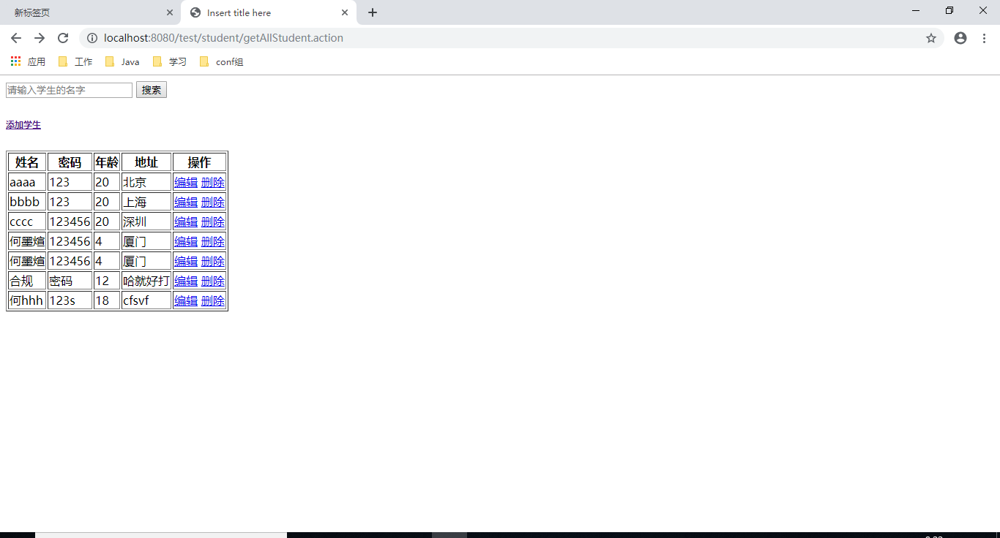 新标签页
Insert title here
localhost:8080/test/student/getAllStudent.action
应用 工作 Java 学习 conf组
请输入学生的名字 搜索
添加学生
姓名 密码 年龄 地址 操作
aaaa 123 20 北京 编辑 删除
bbbb 123 20 上海 编辑 删除
cccc 123456 20 深圳 编辑 删除
何墨煊 123456 4 厦门 编辑 删除
何墨煊 123456 4 厦门 编辑 删除
合规 密码 12 哈就好打 编辑 删除
何hhh 123s 18 cfsvf 编辑 删除